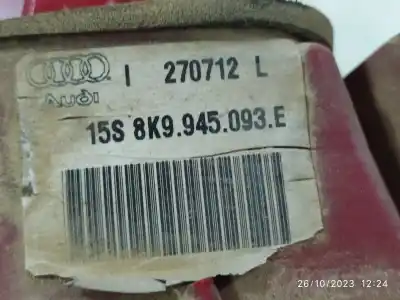 I 270712 L
Audi
15S 8K9.945.093.E
26/10/2023 12:24